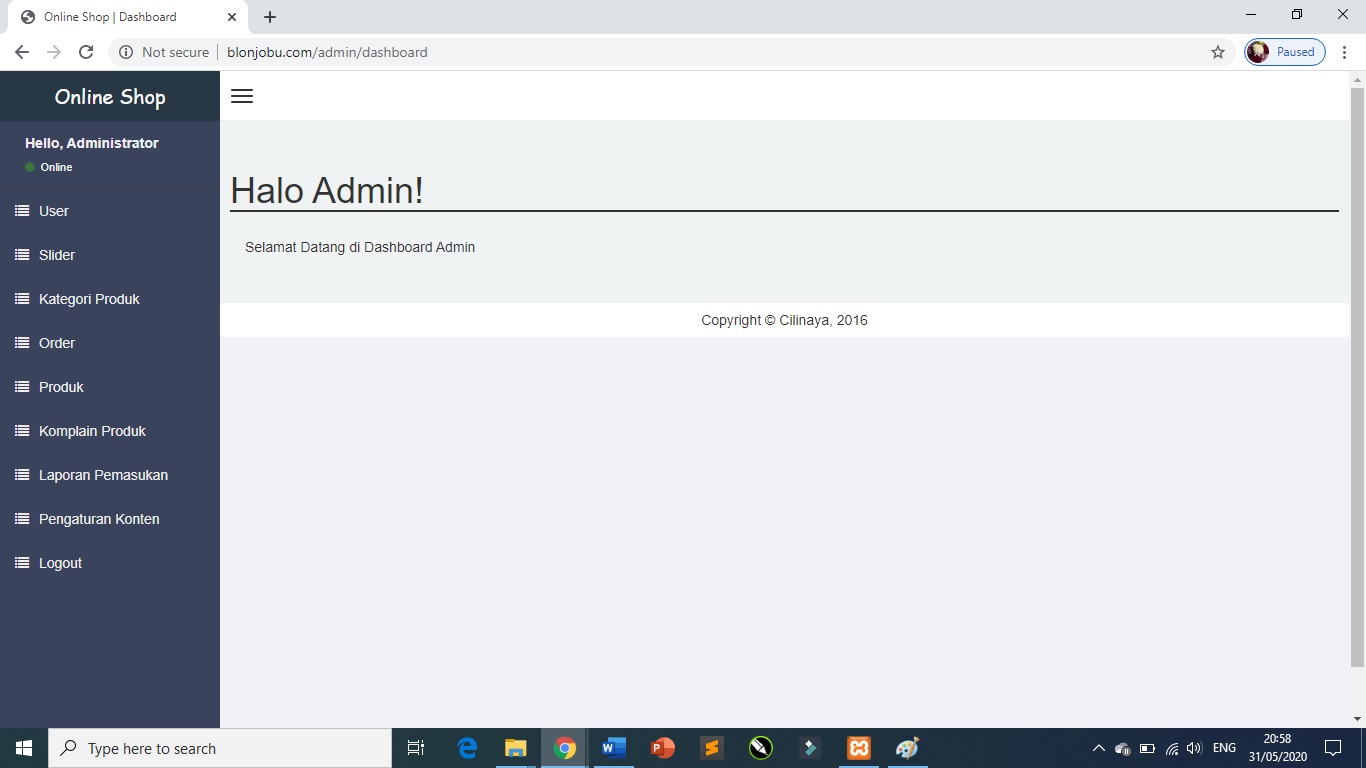 Online Shop | Dashboard
Not secure
blonjobu.com/admin/dashboard
Paused
Online Shop
Hello, Administrator
Online
User
Slider
Kategori Produk
Order
Produk
Komplain Produk
Laporan Pemasukan
Pengaturan Konten
Logout
Halo Admin!
Selamat Datang di Dashboard Admin
Copyright © Cilinaya, 2016
Type here to search
ENG
20:58
31/05/2020